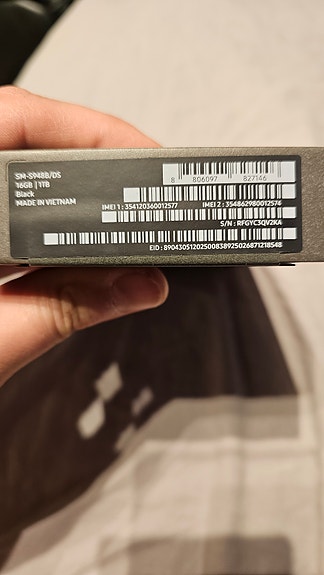 SM-S948B/DS
16GB | 1TB
Black
MADE IN VIETNAM
8 806097 827146
IMEI 1 : 354120360012577 IMEI 2 : 354862980012576
S/N : RFGYC3QV2KA
EID : 89043051202500838925026871218548